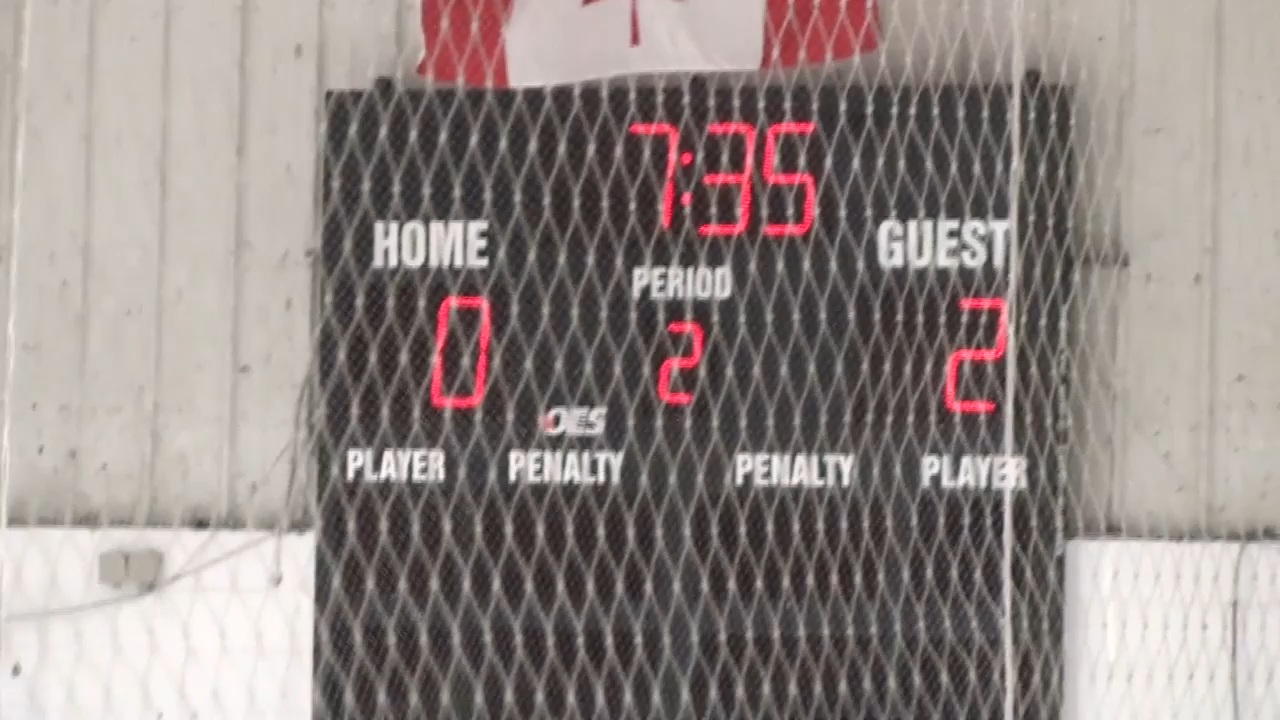 7:35
HOME
GUEST
PERIOD
0
2
2
OES
PLAYER
PENALTY
PENALTY
PLAYER